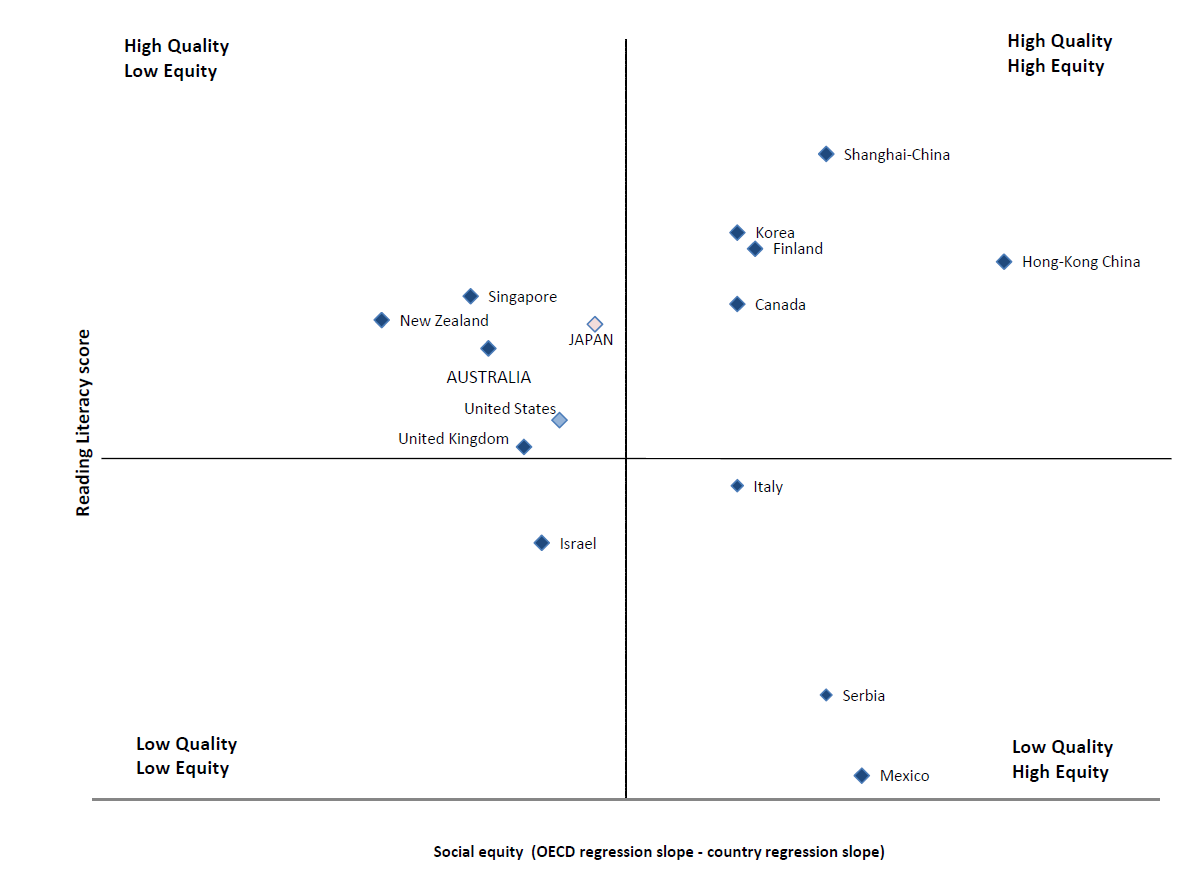 High Quality
Low Equity
High Quality
High Equity
Shanghai-China
Korea
Finland
Hong-Kong China
Singapore
Canada
New Zealand
JAPAN
AUSTRALIA
United States
United Kingdom
Reading Literacy score
Italy
Israel
Serbia
Low Quality
Low Equity
Low Quality
High Equity
Mexico
Social equity (OECD regression slope - country regression slope)